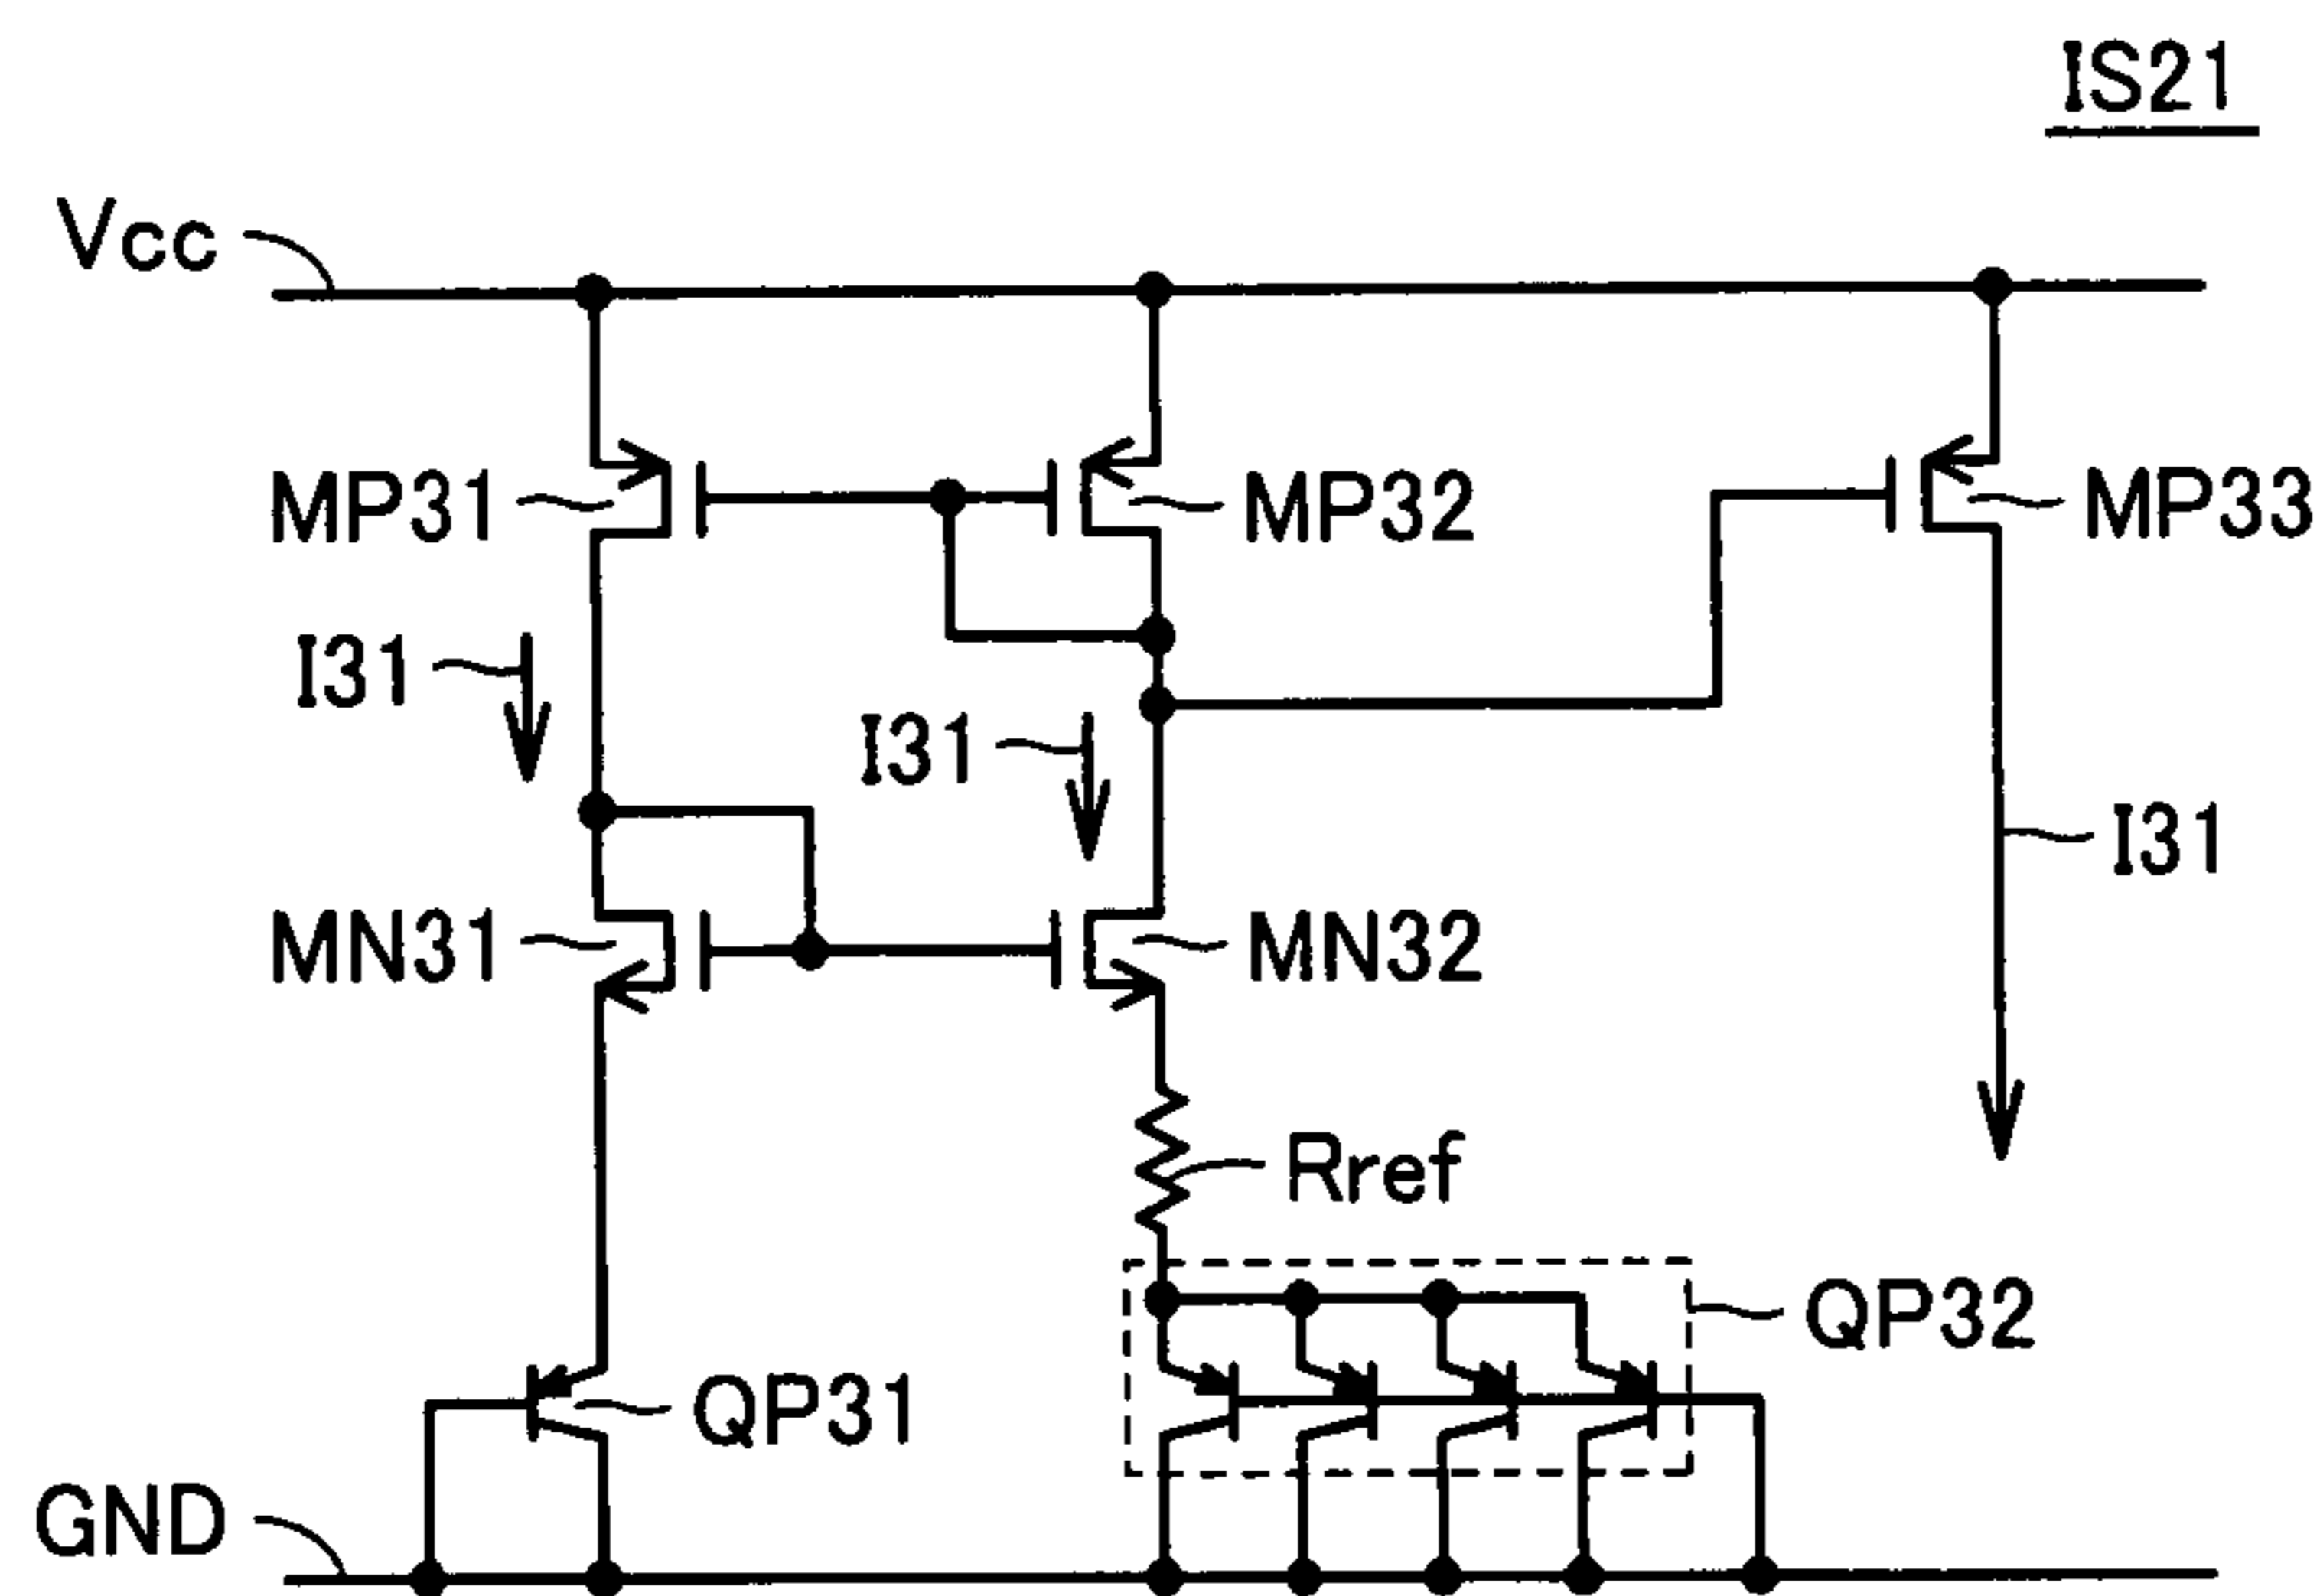 IS21
Vcc
MP31
MP32
MP33
I31
I31
I31
MN31
MN32
Rref
QP32
QP31
GND